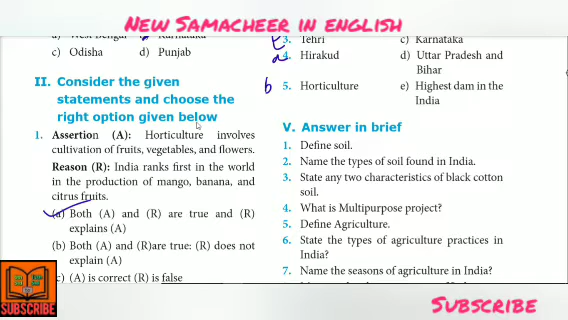 New Samacheer in english
a) West Bengal b) Karnataka
c) Odisha d) Punjab
II. Consider the given
statements and choose the
right option given below
1. Assertion (A): Horticulture involves
cultivation of fruits, vegetables, and flowers.
Reason (R): India ranks first in the world
in the production of mango, banana, and
citrus fruits.
(a) Both (A) and (R) are true and (R)
explains (A)
(b) Both (A) and (R)are true: (R) does not
explain (A)
c) (A) is correct (R) is false
3. Tehri c) Karnataka
a 4. Hirakud d) Uttar Pradesh and
Bihar
b 5. Horticulture e) Highest dam in the
India
V. Answer in brief
1. Define soil.
2. Name the types of soil found in India.
3. State any two characteristics of black cotton
soil.
4. What is Multipurpose project?
5. Define Agriculture.
6. State the types of agriculture practices in
India?
7. Name the seasons of agriculture in India?
SUBSCRIBE
Subscribe